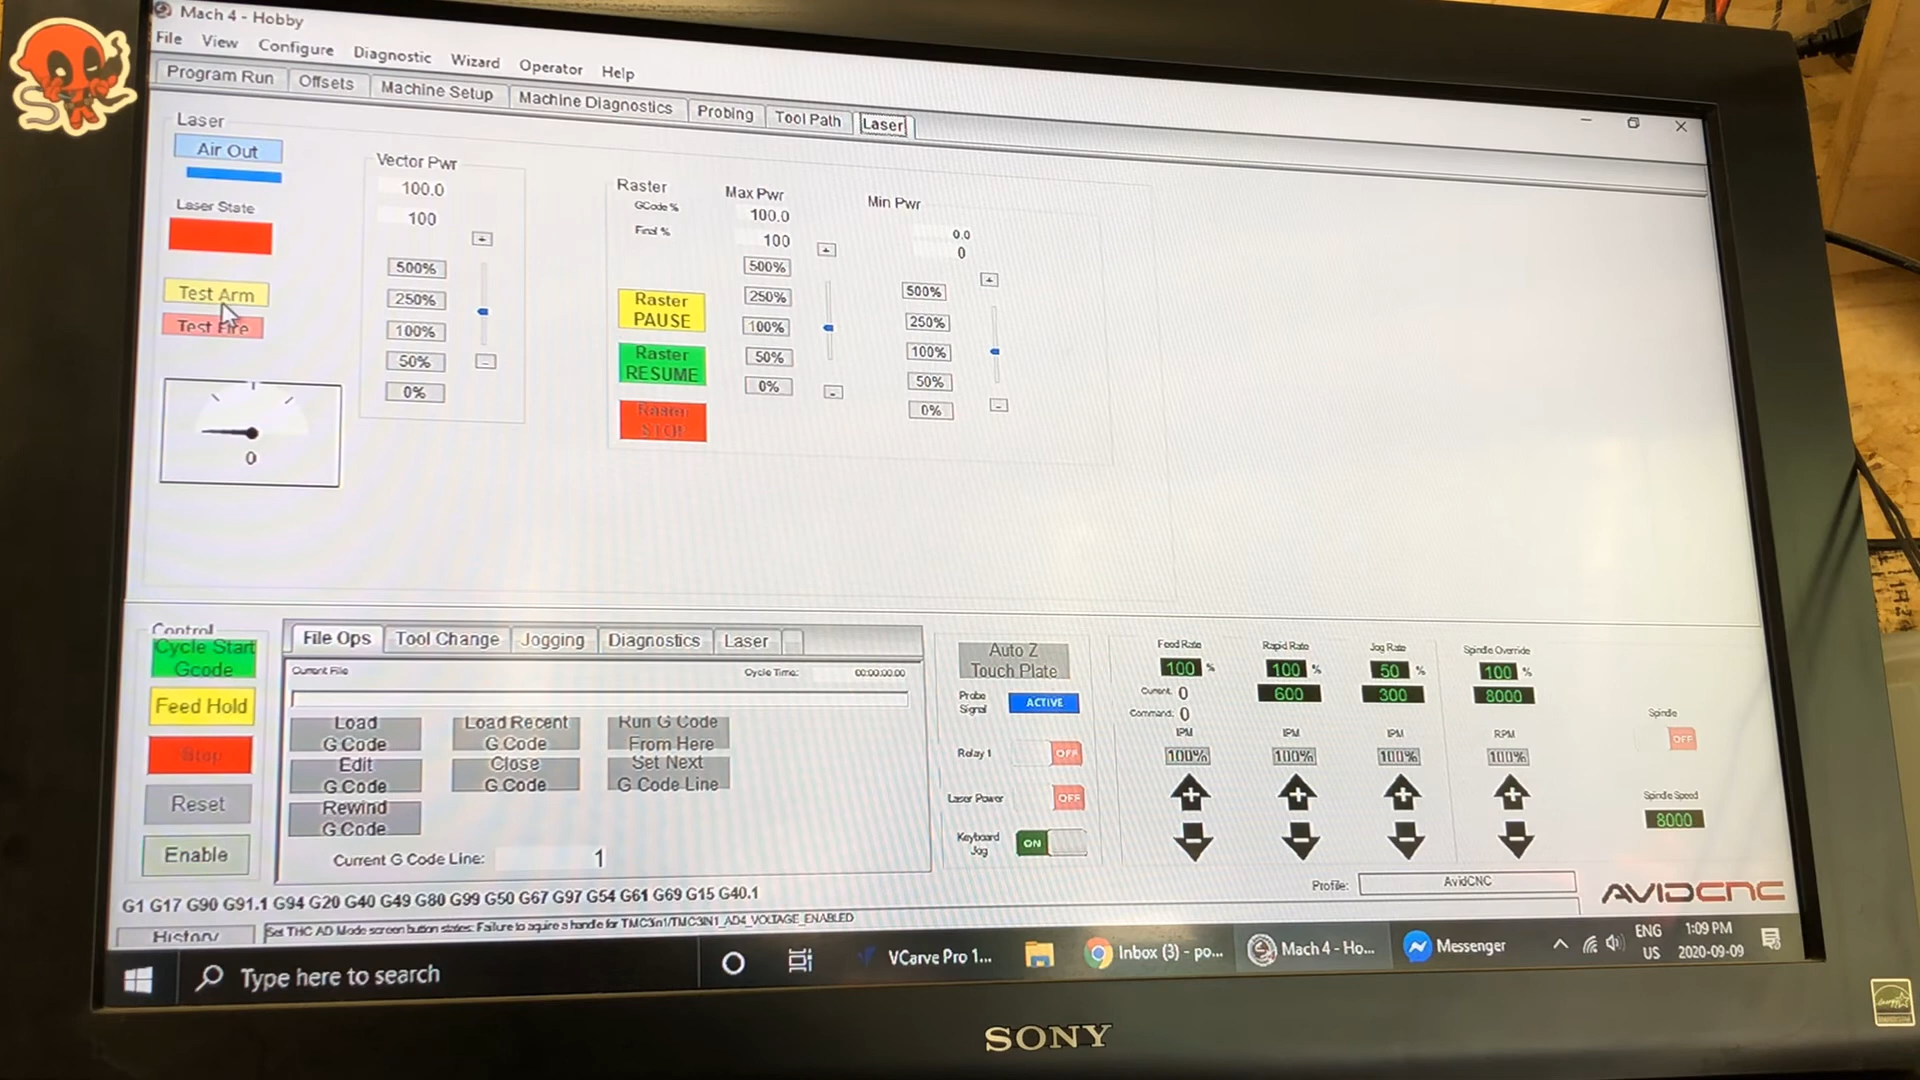 Mach 4 - Hobby
File View Configure Diagnostic Wizard Operator Help
Program Run Offsets Machine Setup Machine Diagnostics Probing Tool Path Laser
Laser
Air Out
Laser State
Test Arm
Test Fire
0
Vector Pwr
100.0
100
+
500%
250%
100%
50%
-
0%
Raster
GCode %
Final %
Raster
PAUSE
Raster
RESUME
Raster
STOP
Max Pwr
100.0
100
+
500%
250%
100%
50%
0%
-
Min Pwr
0.0
0
+
500%
250%
100%
50%
0%
-
Control
Cycle Start
Gcode
Feed Hold
Stop
Reset
Enable
File Ops Tool Change Jogging Diagnostics Laser
Current File
Cycle Time: 00:00:00.00
Load
G Code
Load Recent
G Code
Run G Code
From Here
Edit
G Code
Close
G Code
Set Next
G Code Line
Rewind
G Code
Current G Code Line: 1
Auto Z
Touch Plate
Probe
Signal
ACTIVE
Relay 1 OFF
Laser Power OFF
Keyboard
Jog
ON
Feed Rate
100 %
Current: 0
Command: 0
IPM
100%
Rapid Rate
100 %
600
IPM
100%
Jog Rate
50 %
300
IPM
100%
Spindle Override
100 %
8000
RPM
100%
Spindle
OFF
Spindle Speed
8000
Profile: AvidCNC
AVIDCNC
G1 G17 G90 G91.1 G94 G20 G40 G49 G80 G99 G50 G67 G97 G54 G61 G69 G15 G40.1
History
Set THC AD Mode screen button states: Failure to aquire a handle for TMC3in1/TMC3IN1_AD4_VOLTAGE_ENABLED
Type here to search
VCarve Pro 1...
Inbox (3) - po...
Mach 4 - Ho...
Messenger
ENG
US
1:09 PM
2020-09-09
SONY